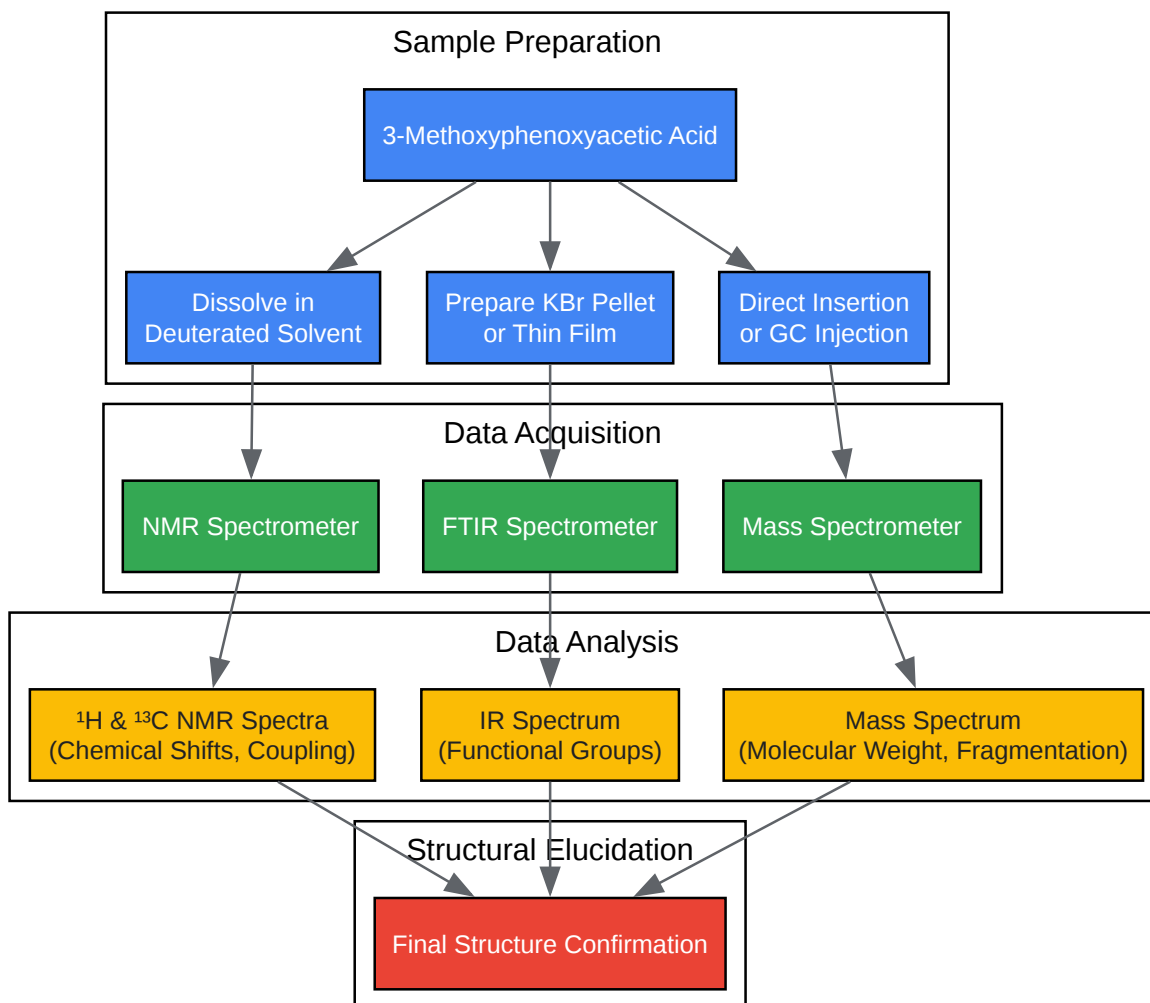 Sample Preparation
3-Methoxyphenoxyacetic Acid
Dissolve in
Deuterated Solvent
Prepare KBr Pellet
or Thin Film
Direct Insertion
or GC Injection
Data Acquisition
NMR Spectrometer
FTIR Spectrometer
Mass Spectrometer
Data Analysis
¹H & ¹³C NMR Spectra
(Chemical Shifts, Coupling)
IR Spectrum
(Functional Groups)
Mass Spectrum
(Molecular Weight, Fragmentation)
Structural Elucidation
Final Structure Confirmation